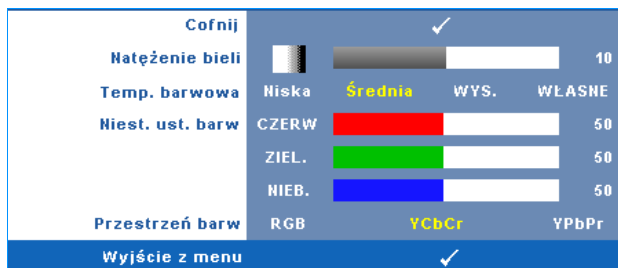 Cofnij
Natężenie bieli 10
Temp. barwowa Niska Średnia WYS. WŁASNE
Niest. ust. barw CZERW 50
ZIEL. 50
NIEB. 50
Przestrzeń barw RGB YCbCr YPbPr
Wyjście z menu